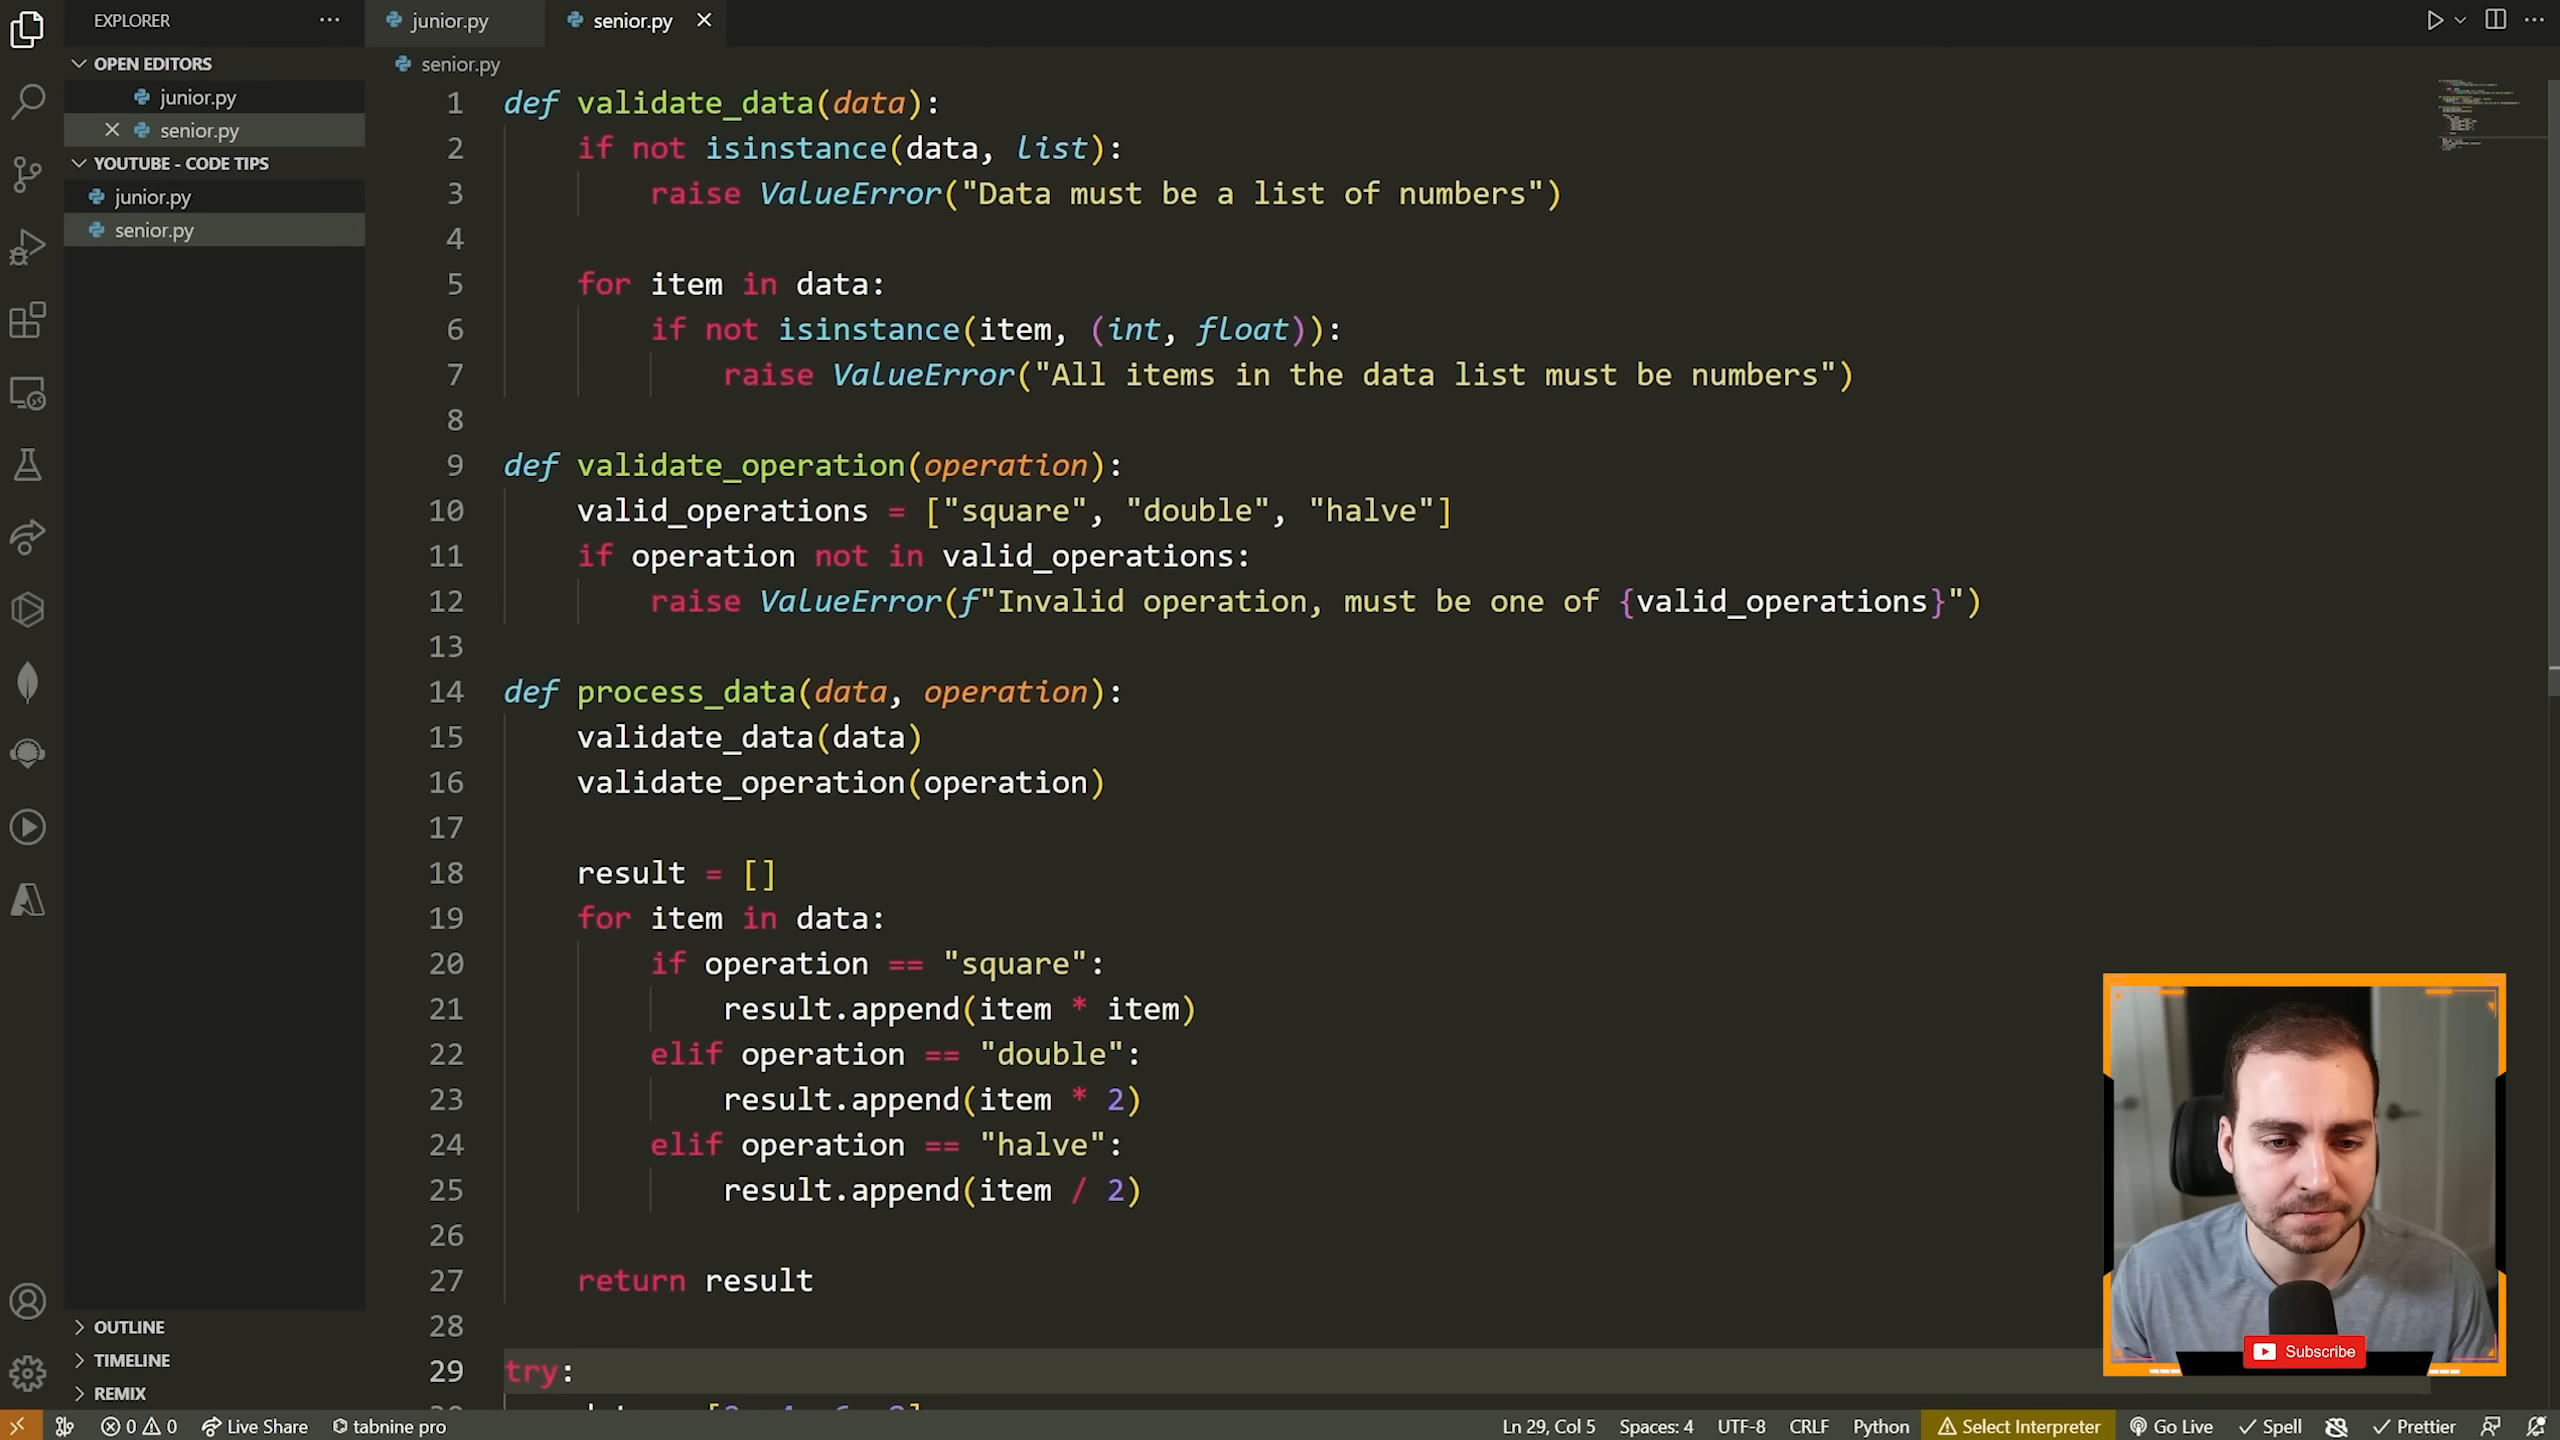 EXPLORER
junior.py
senior.py
OPEN EDITORS
junior.py
senior.py
YOUTUBE - CODE TIPS
junior.py
senior.py
OUTLINE
TIMELINE
REMIX
senior.py
1 def validate_data(data):
2 if not isinstance(data, list):
3 raise ValueError("Data must be a list of numbers")
4
5 for item in data:
6 if not isinstance(item, (int, float)):
7 raise ValueError("All items in the data list must be numbers")
8
9 def validate_operation(operation):
10 valid_operations = ["square", "double", "halve"]
11 if operation not in valid_operations:
12 raise ValueError(f"Invalid operation, must be one of {valid_operations}")
13
14 def process_data(data, operation):
15 validate_data(data)
16 validate_operation(operation)
17
18 result = []
19 for item in data:
20 if operation == "square":
21 result.append(item * item)
22 elif operation == "double":
23 result.append(item * 2)
24 elif operation == "halve":
25 result.append(item / 2)
26
27 return result
28
29 try:
Subscribe
0 0 Live Share tabnine pro Ln 29, Col 5 Spaces: 4 UTF-8 CRLF Python Select Interpreter Go Live Spell Prettier